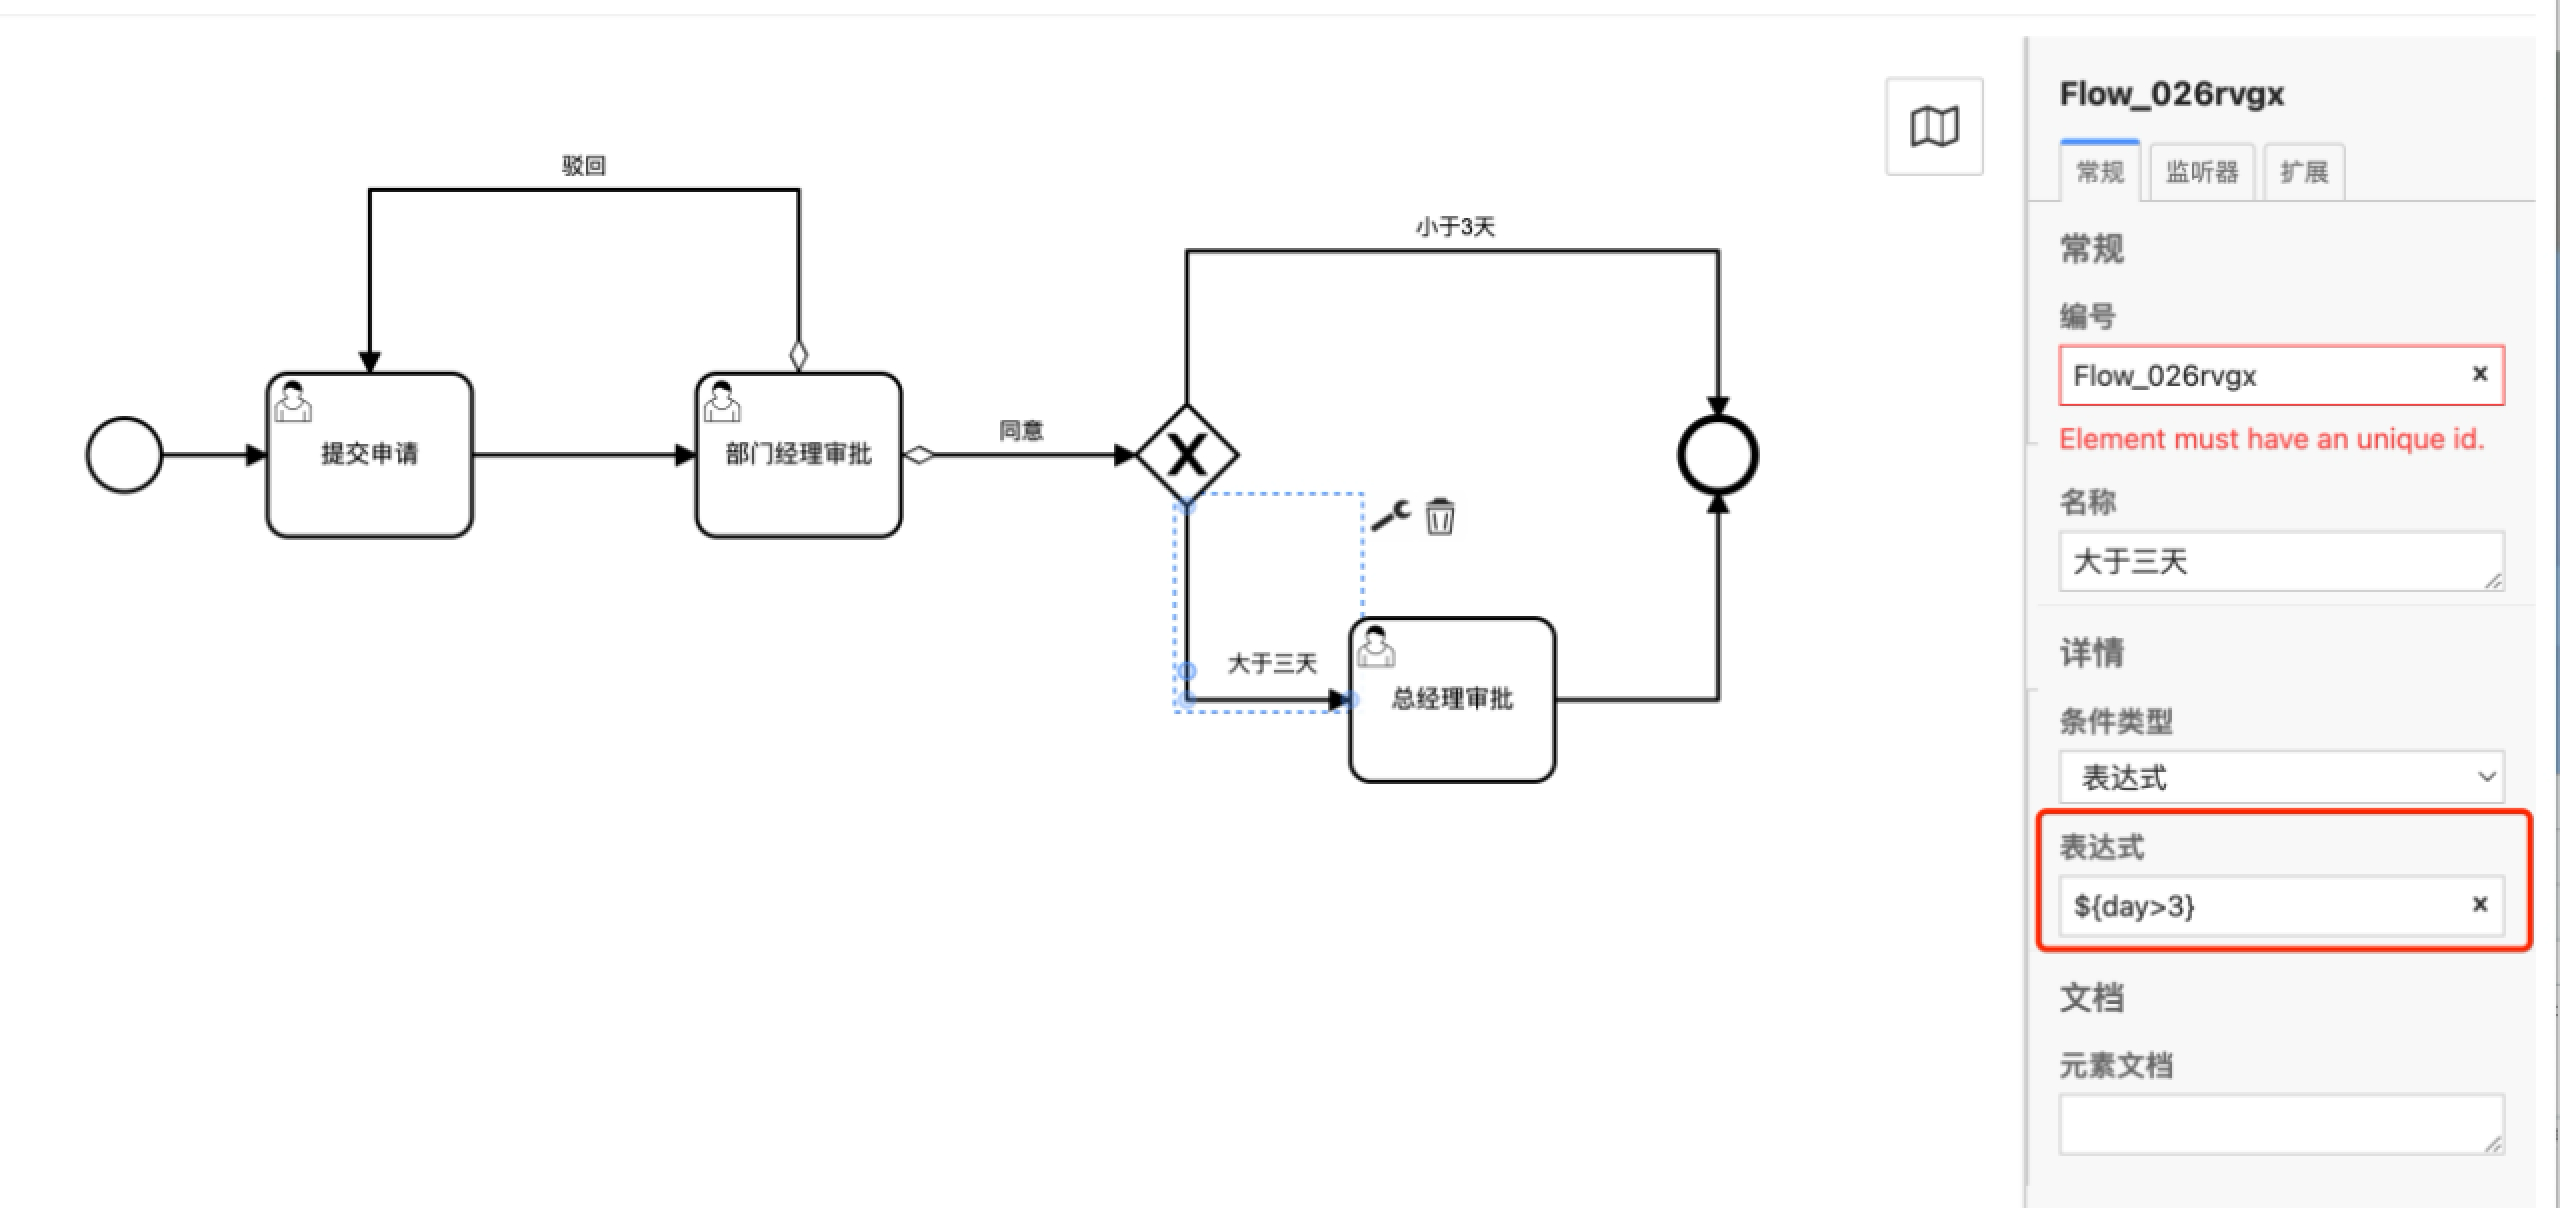 驳回
小于3天
提交申请
部门经理审批
同意
大于三天
总经理审批
Flow_026rvgx
常规
监听器
扩展
常规
编号
Flow_026rvgx
Element must have an unique id.
名称
大于三天
详情
条件类型
表达式
表达式
${day>3}
文档
元素文档